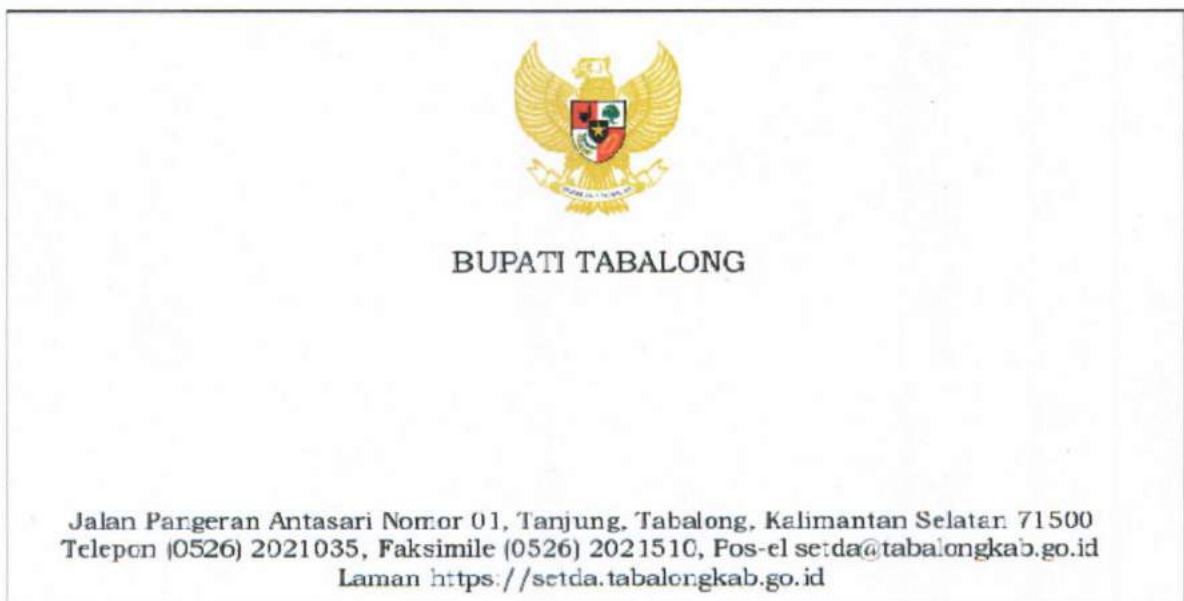 BUPATI TABALONG
Jalan Pangeran Antasari Nomor 01, Tanjung, Tabalong, Kalimantan Selatan 71500
Telepon (0526) 2021035, Faksimile (0526) 2021510, Pos-el setda@tabalongkab.go.id
Laman https://setda.tabalongkab.go.id